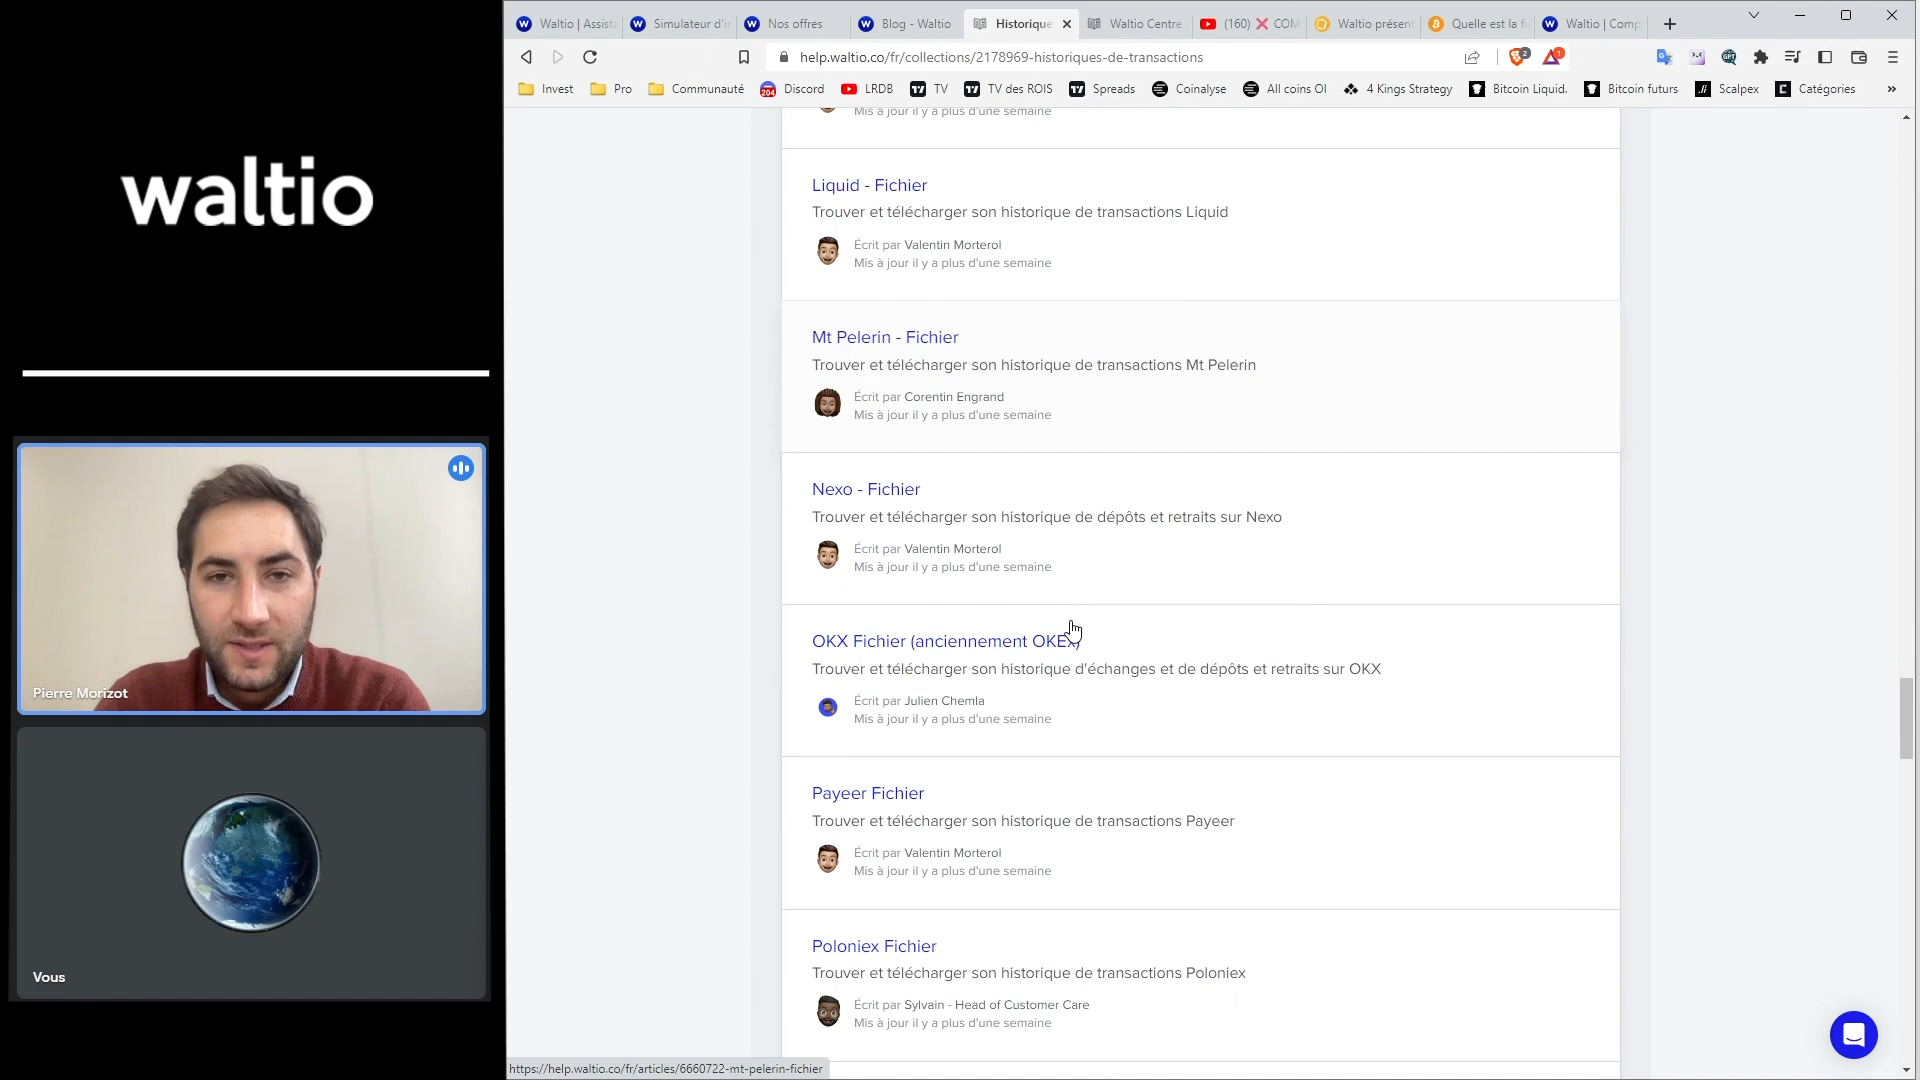 waltio
Pierre Morizot
Vous
Waltio | Assist
Simulateur d'i
Nos offres
Blog - Waltio
Historique
Waltio Centre
(160) ❌ COM
Waltio présen
Quelle est la fi
Waltio | Comp
help.waltio.co/fr/collections/2178969-historiques-de-transactions
2
1
Invest
Pro
Communauté
204
Discord
LRDB
TV
TV des ROIS
Spreads
Coinalyse
All coins OI
4 Kings Strategy
Bitcoin Liquid.
Bitcoin futurs
Scalpex
Catégories
»
Mis à jour il y a plus d'une semaine
Liquid - Fichier
Trouver et télécharger son historique de transactions Liquid
Écrit par Valentin Morterol
Mis à jour il y a plus d'une semaine
Mt Pelerin - Fichier
Trouver et télécharger son historique de transactions Mt Pelerin
Écrit par Corentin Engrand
Mis à jour il y a plus d'une semaine
Nexo - Fichier
Trouver et télécharger son historique de dépôts et retraits sur Nexo
Écrit par Valentin Morterol
Mis à jour il y a plus d'une semaine
OKX Fichier (anciennement OKEx)
Trouver et télécharger son historique d'échanges et de dépôts et retraits sur OKX
Écrit par Julien Chemla
Mis à jour il y a plus d'une semaine
Payeer Fichier
Trouver et télécharger son historique de transactions Payeer
Écrit par Valentin Morterol
Mis à jour il y a plus d'une semaine
Poloniex Fichier
Trouver et télécharger son historique de transactions Poloniex
Écrit par Sylvain - Head of Customer Care
Mis à jour il y a plus d'une semaine
https://help.waltio.co/fr/articles/6660722-mt-pelerin-fichier